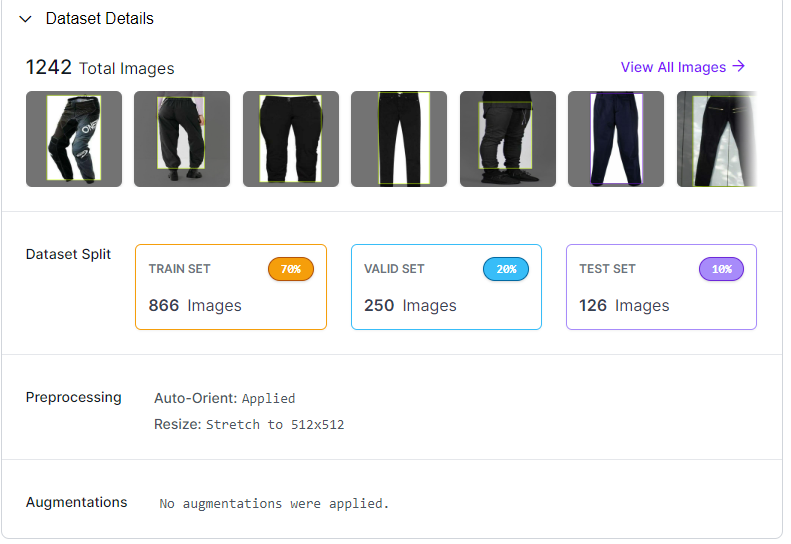 Dataset Details
1242 Total Images
View All Images →
ONEAL
Dataset Split
TRAIN SET 70%
866 Images
VALID SET 20%
250 Images
TEST SET 10%
126 Images
Preprocessing
Auto-Orient: Applied
Resize: Stretch to 512x512
Augmentations
No augmentations were applied.